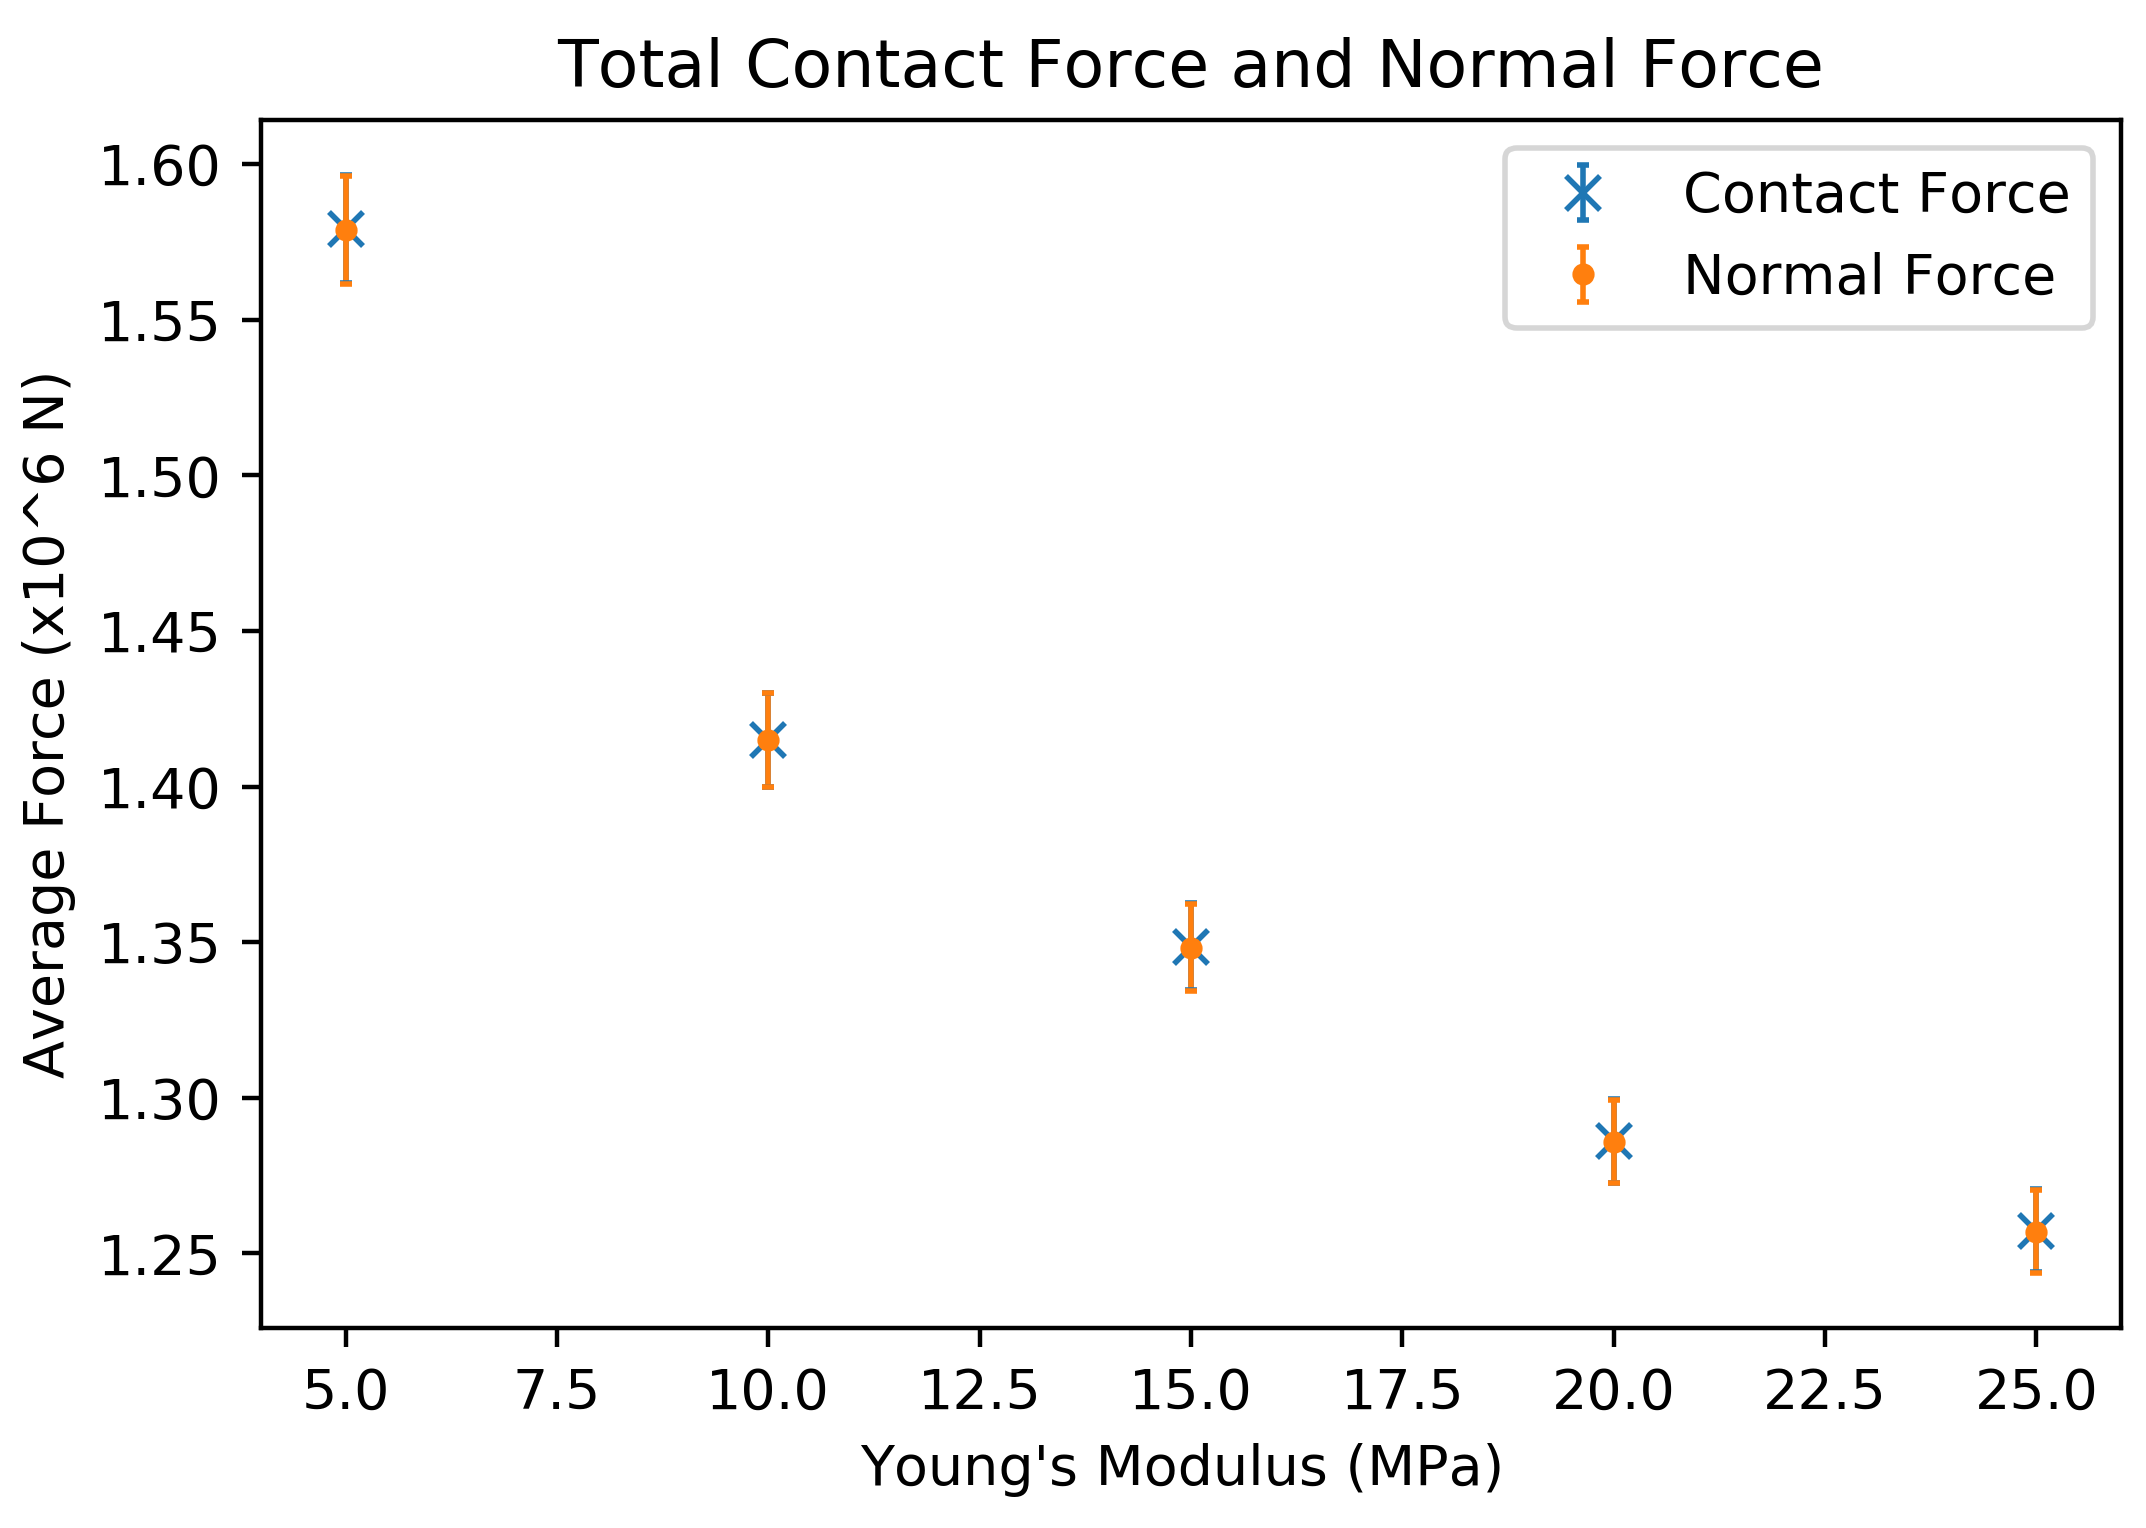 Total Contact Force and Normal Force
Contact Force
Normal Force
Average Force (x10^6 N)
1.60
1.55
1.50
1.45
1.40
1.35
1.30
1.25
5.0 7.5 10.0 12.5 15.0 17.5 20.0 22.5 25.0
Young's Modulus (MPa)